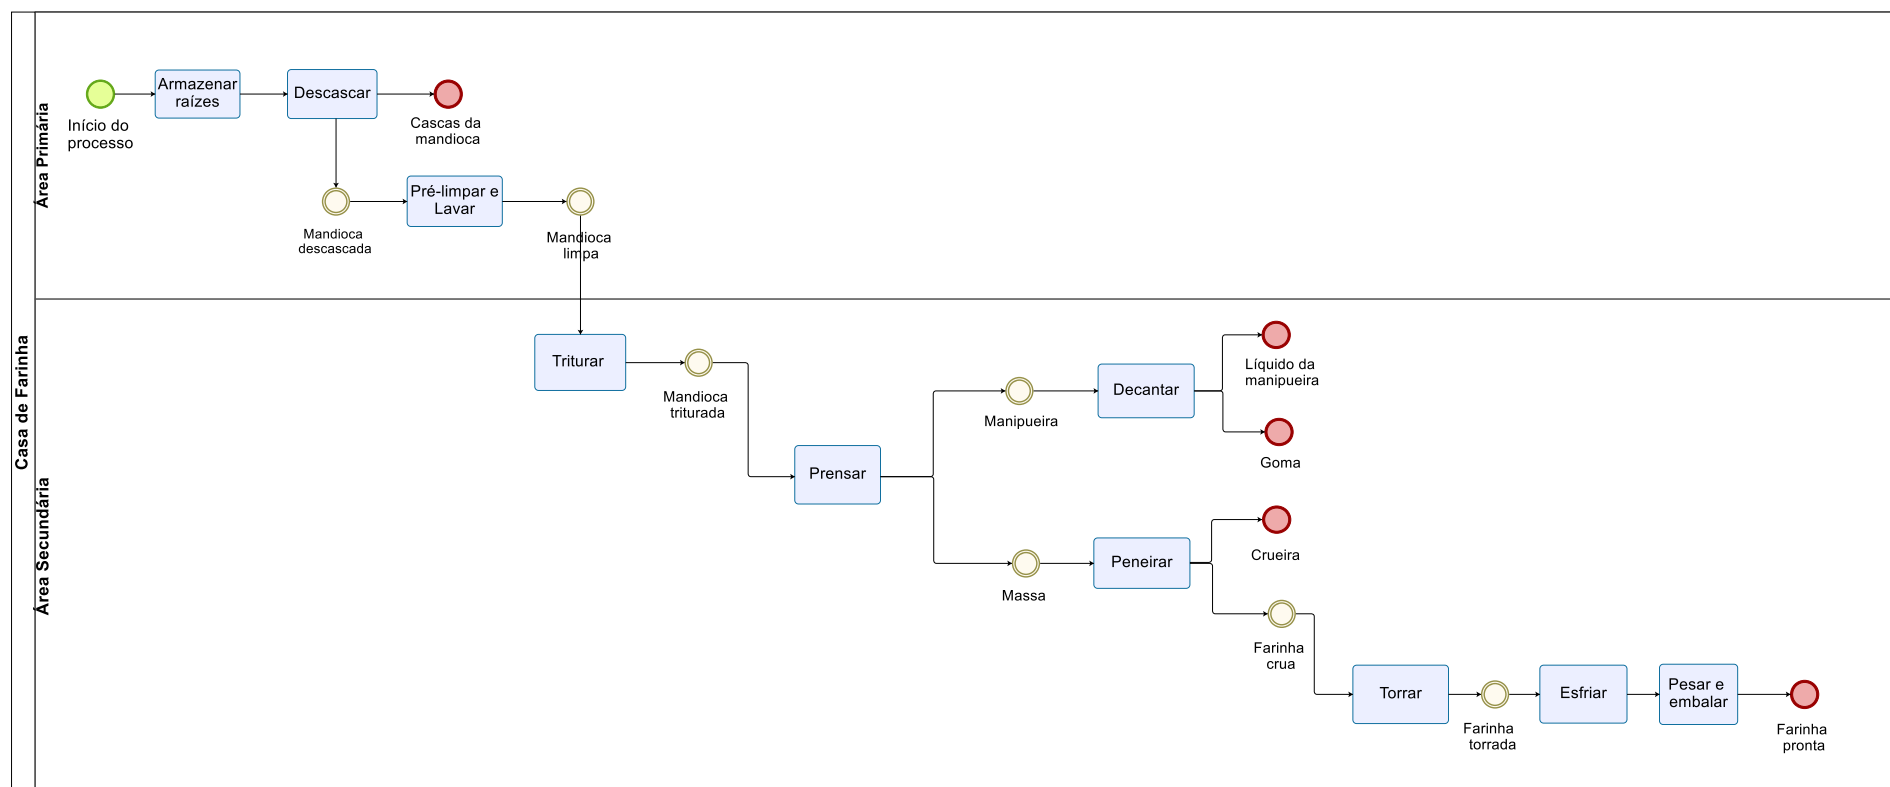 Casa de Farinha
Área Primária
Início do
processo
Armazenar
raízes
Descascar
Cascas da
mandioca
Mandioca
descascada
Pré-limpar e
Lavar
Mandioca
limpa
Área Secundária
Triturar
Mandioca
triturada
Prensar
Manipueira
Decantar
Líquido da
manipueira
Goma
Massa
Peneirar
Crueira
Farinha
crua
Torrar
Farinha
torrada
Esfriar
Pesar e
embalar
Farinha
pronta